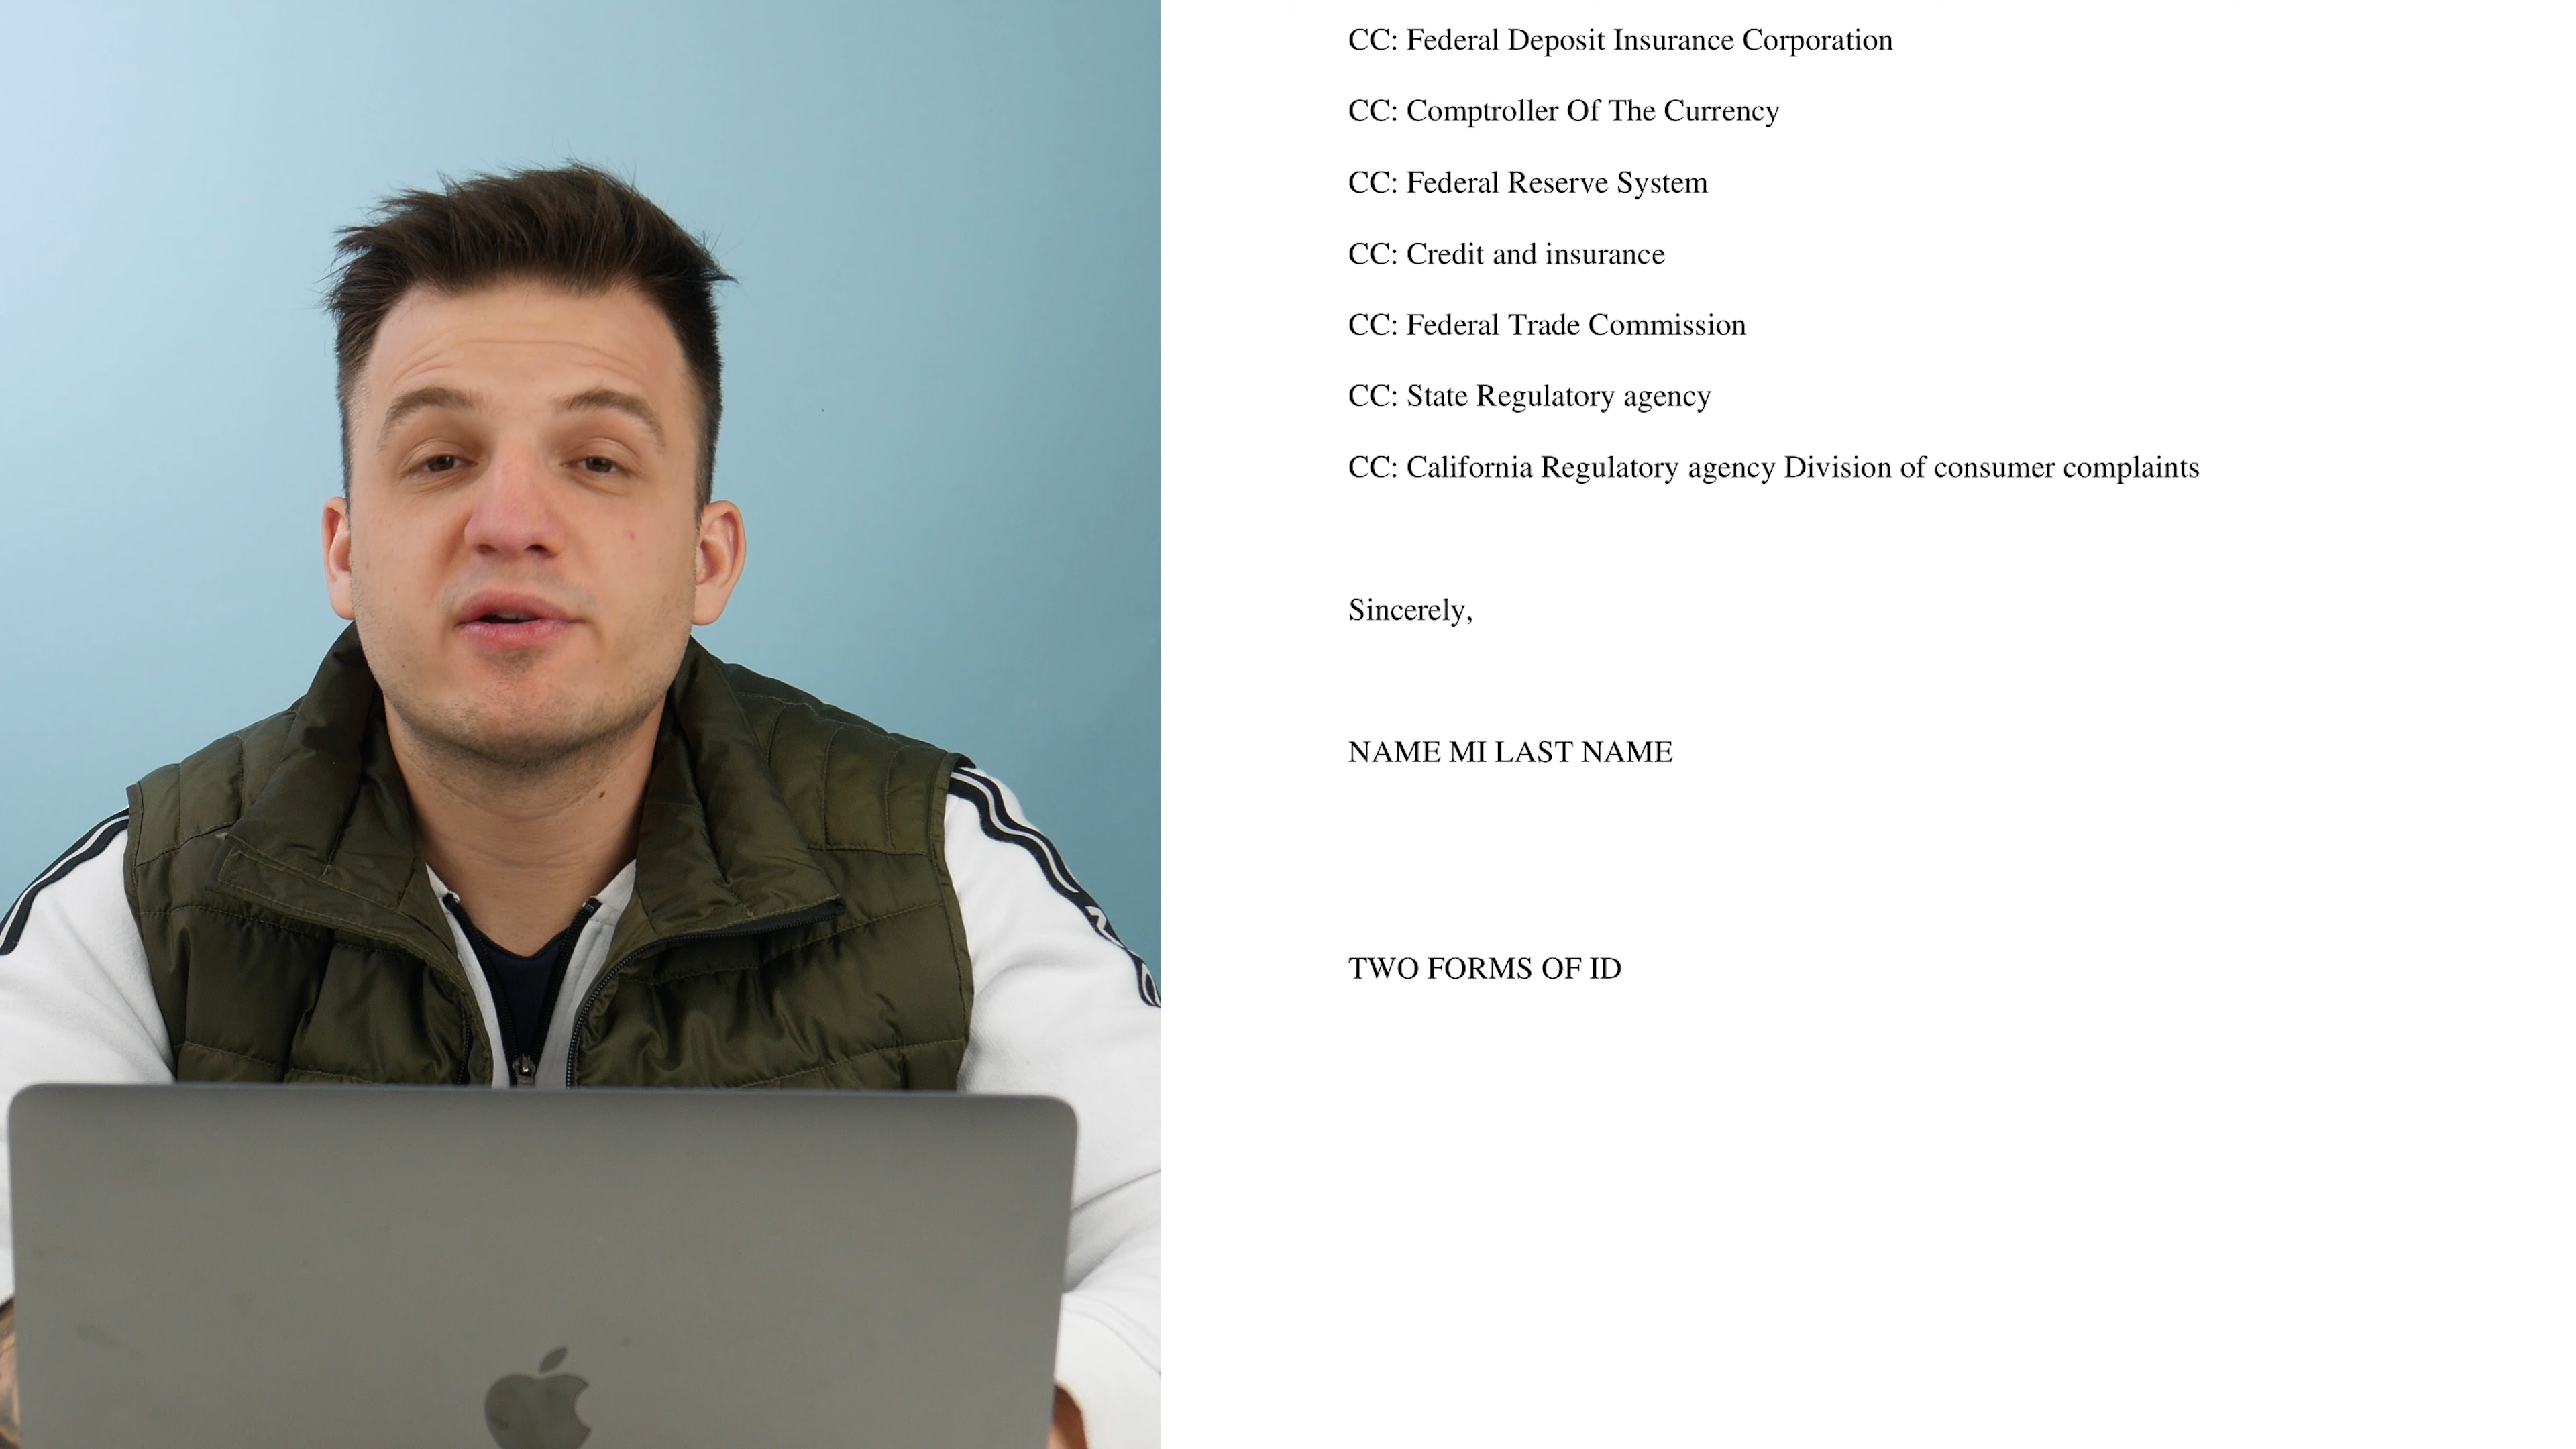 CC: Federal Deposit Insurance Corporation
CC: Comptroller Of The Currency
CC: Federal Reserve System
CC: Credit and insurance
CC: Federal Trade Commission
CC: State Regulatory agency
CC: California Regulatory agency Division of consumer complaints
Sincerely,
NAME MI LAST NAME
TWO FORMS OF ID